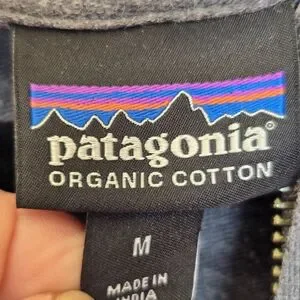 patagonia®
ORGANIC COTTON
M
MADE IN
INDIA